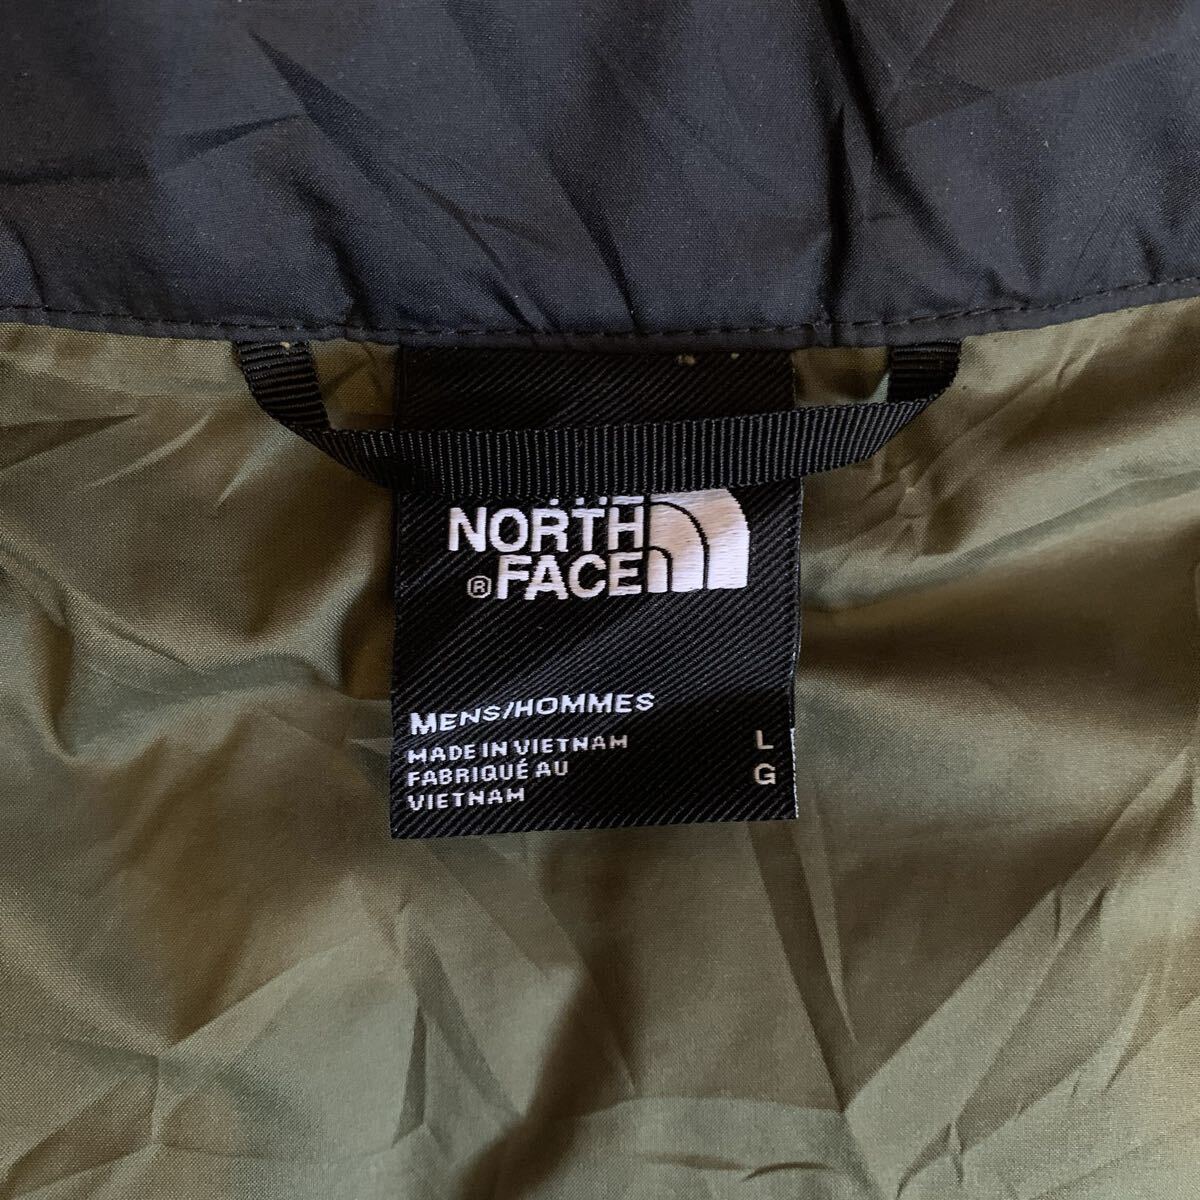 NORTH
® FACE
MENS/HOMMES
MADE IN VIETNAM L
FABRIQUÉ AU G
VIETNAM